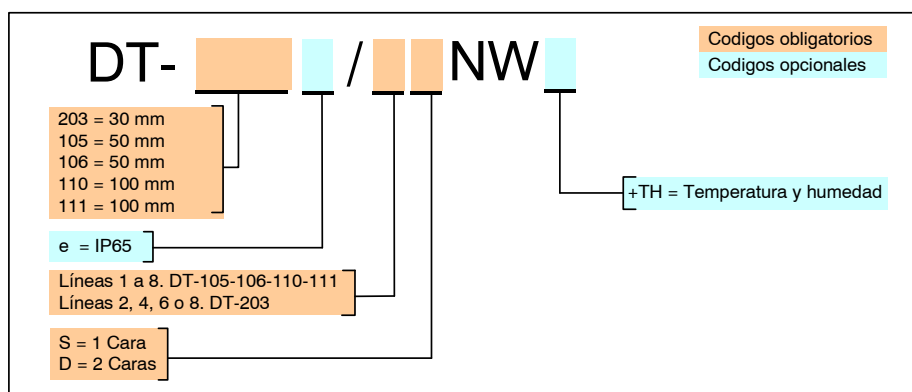 DT- / NW
Codigos obligatorios
Codigos opcionales
203 = 30 mm
105 = 50 mm
106 = 50 mm
110 = 100 mm
111 = 100 mm
+TH = Temperatura y humedad
e = IP65
Líneas 1 a 8. DT-105-106-110-111
Líneas 2, 4, 6 o 8. DT-203
S = 1 Cara
D = 2 Caras